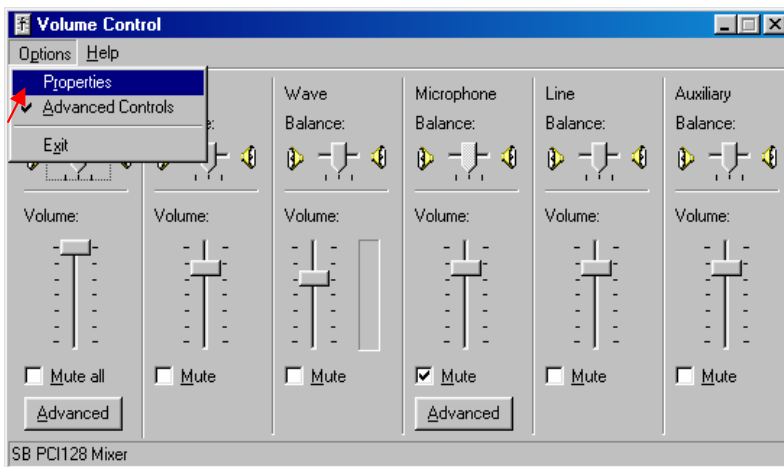 Volume Control
Options Help
Properties
Advanced Controls
Exit
Wave Microphone Line Auxiliary
Balance: Balance: Balance: Balance:
Volume: Volume: Volume: Volume: Volume: Volume:
Mute all Mute Mute Mute Mute Mute
Advanced Advanced
SB PCI128 Mixer